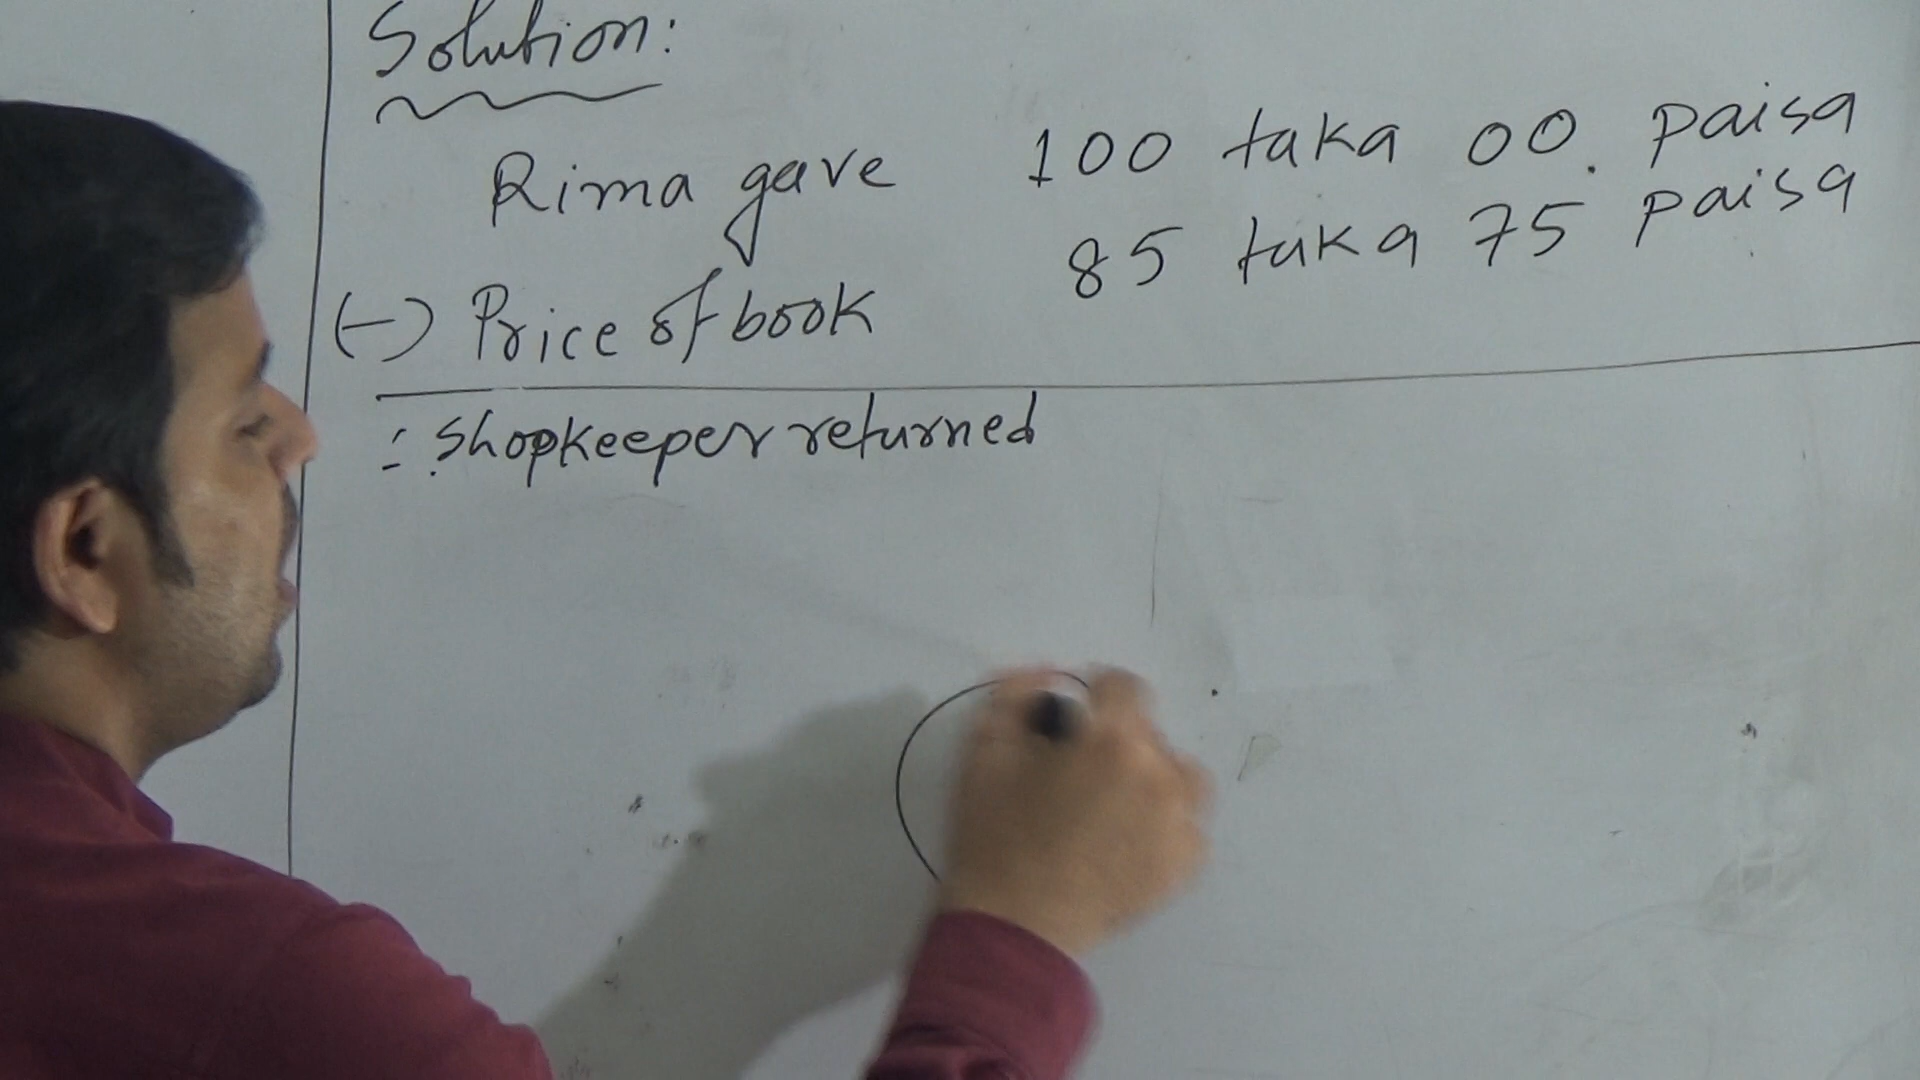 Solution:
Rima gave 100 taka 00. paisa
(-) Price of book 85 taka 75 paisa
∴ Shopkeeper returned